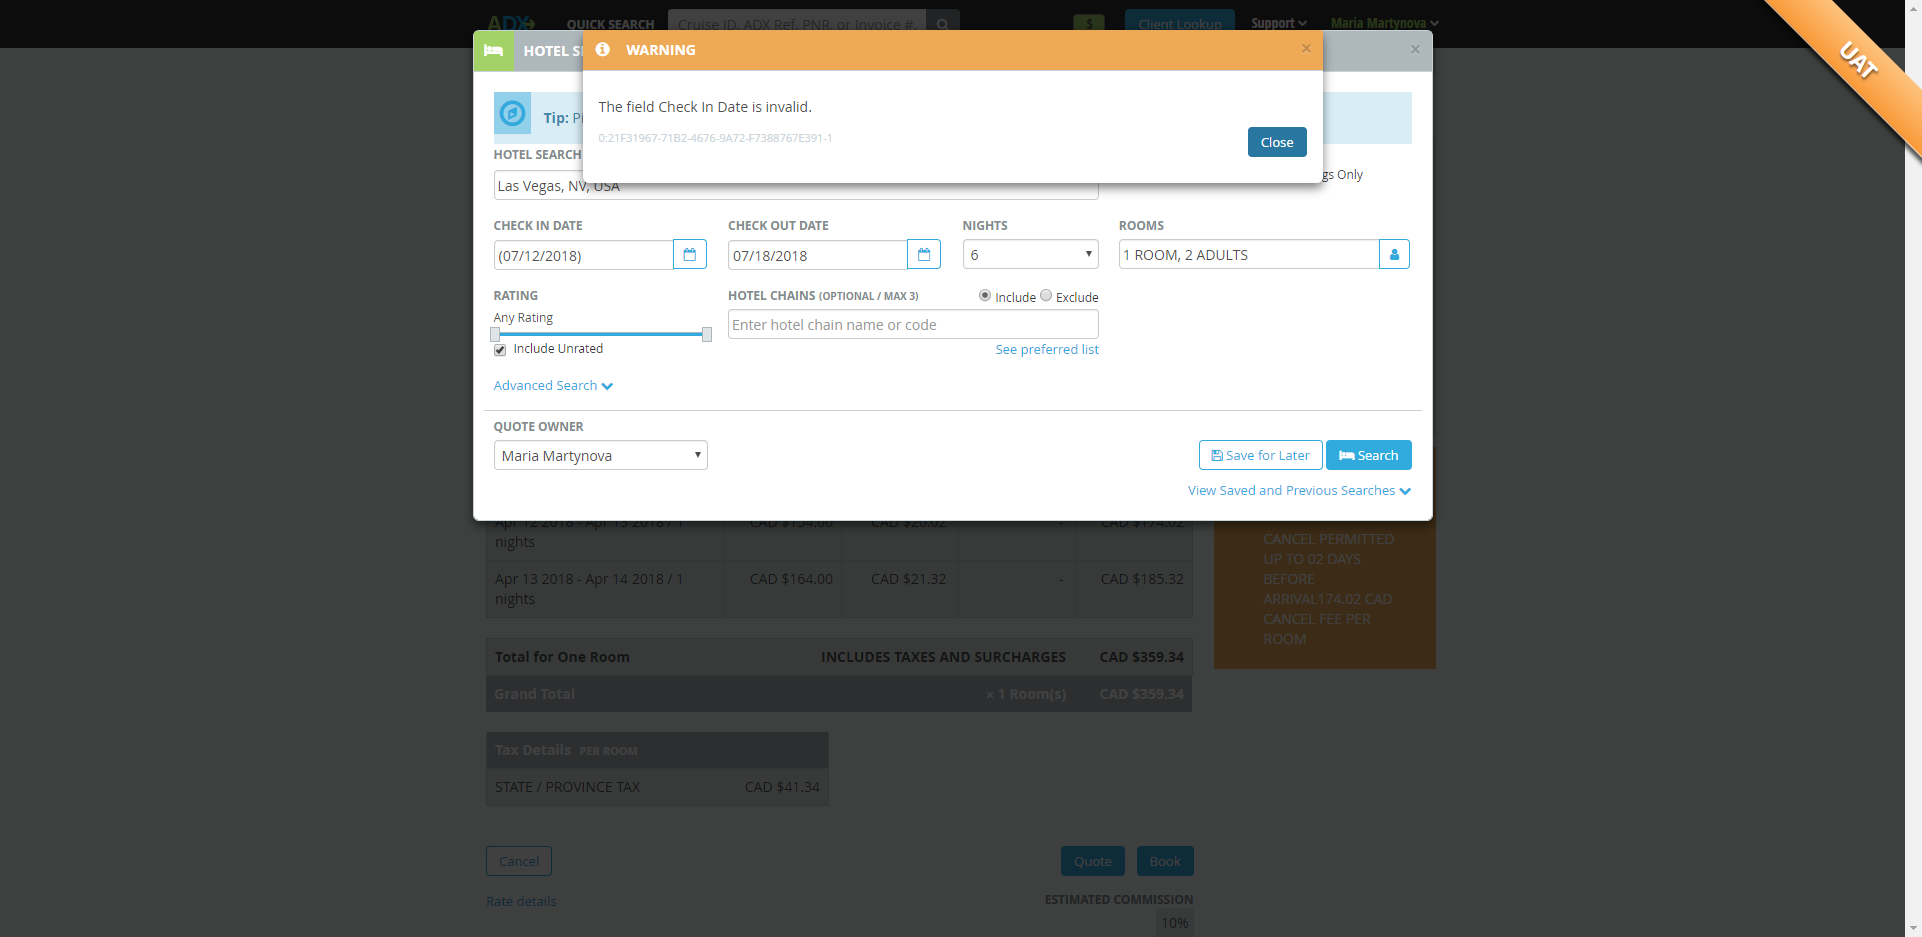 ADX
QUICK SEARCH
Cruise ID, ADX Ref, PNR, or Invoice #
$
Client Lookup
Support
Maria Martynova
UAT
HOTEL SE
WARNING
×
×
The field Check In Date is invalid.
0:21F31967-71B2-4676-9A72-F7388767E391-1
Close
Tip:
HOTEL SEARCH
Las Vegas, NV, USA
gs Only
CHECK IN DATE
CHECK OUT DATE
NIGHTS
ROOMS
(07/12/2018)
07/18/2018
6
1 ROOM, 2 ADULTS
RATING
HOTEL CHAINS (OPTIONAL / MAX 3)
Include
Exclude
Any Rating
Enter hotel chain name or code
Include Unrated
See preferred list
Advanced Search
QUOTE OWNER
Maria Martynova
Save for Later
Search
View Saved and Previous Searches
Apr 12 2018 - Apr 13 2018 / 1 CAD $154.00 CAD $20.02 - CAD $174.02
nights
Apr 13 2018 - Apr 14 2018 / 1 CAD $164.00 CAD $21.32 - CAD $185.32
nights
CANCEL PERMITTED
UP TO 02 DAYS
BEFORE
ARRIVAL174.02 CAD
CANCEL FEE PER
ROOM
Total for One Room INCLUDES TAXES AND SURCHARGES CAD $359.34
Grand Total × 1 Room(s) CAD $359.34
Tax Details PER ROOM
STATE / PROVINCE TAX CAD $41.34
Cancel
Quote
Book
Rate details
ESTIMATED COMMISSION
10%